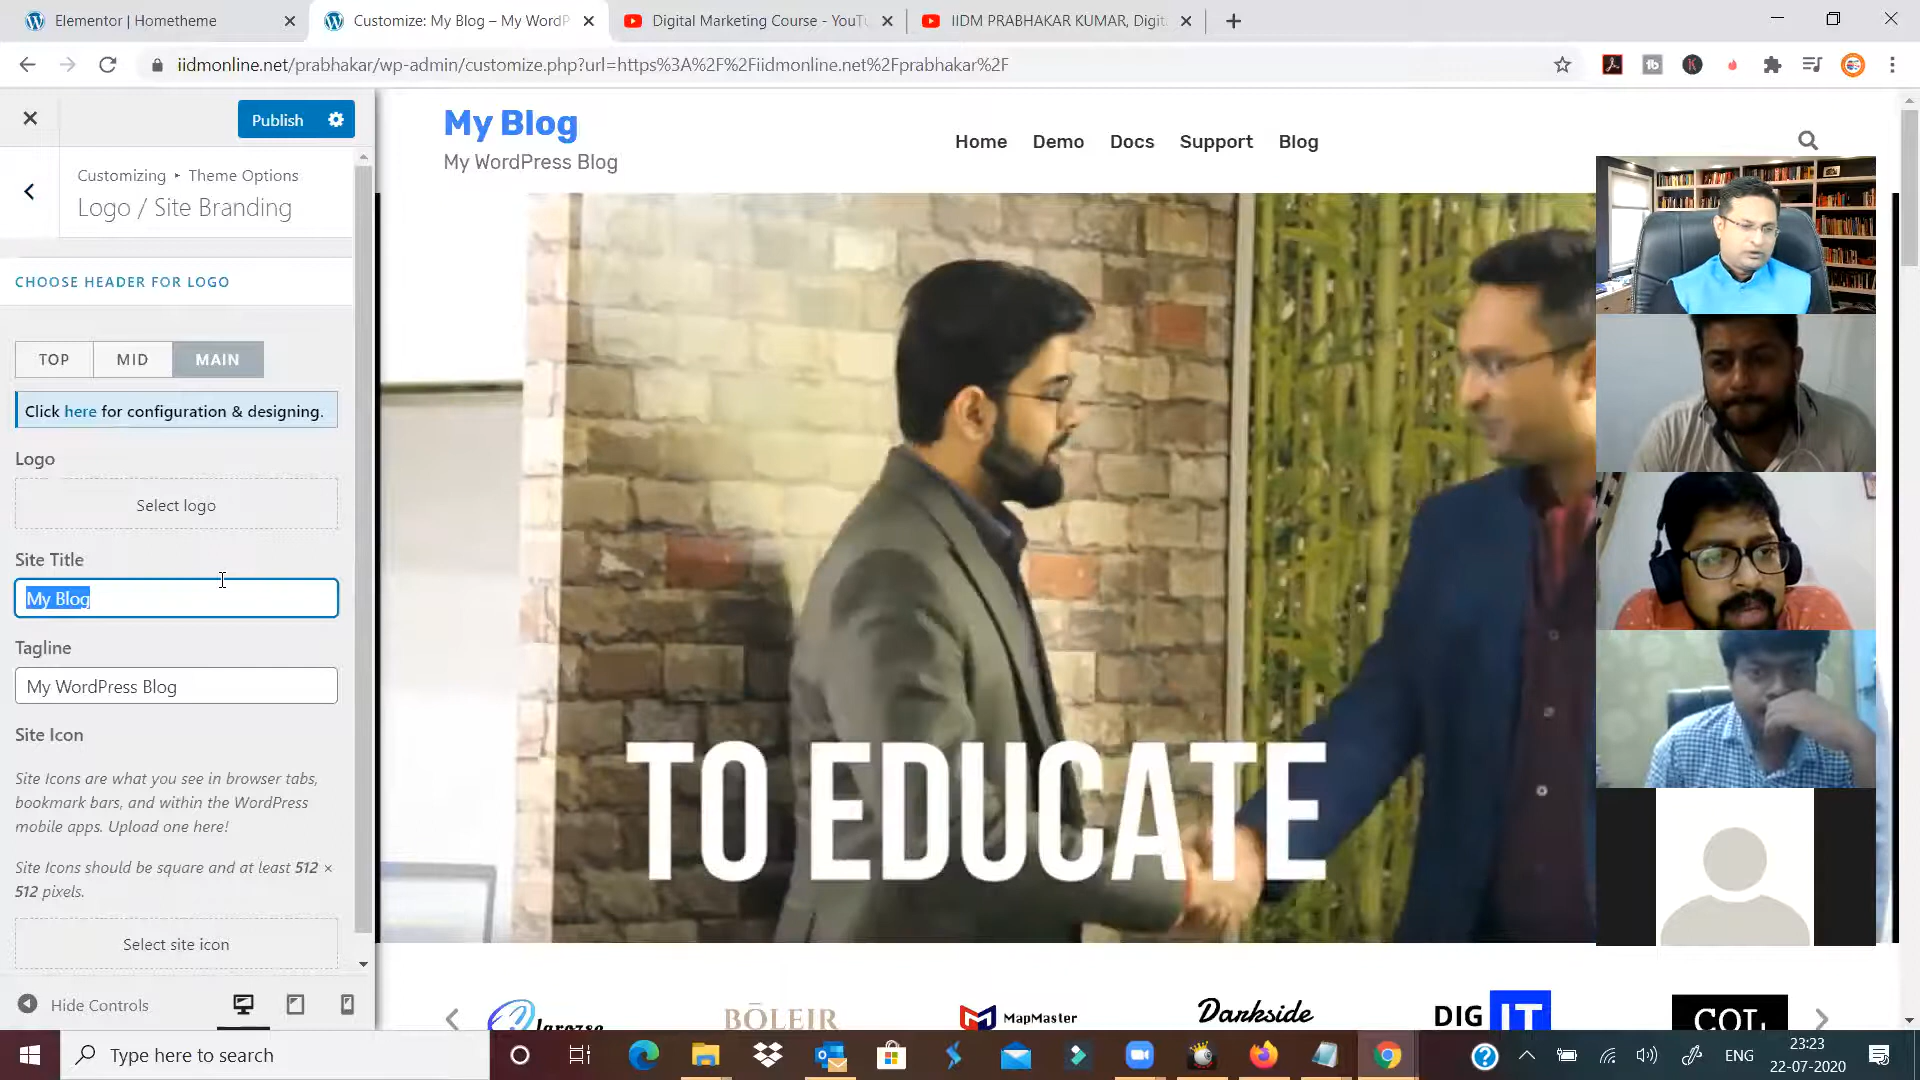 Elementor | Hometheme
Customize: My Blog – My WordP
Digital Marketing Course - YouTu
IIDM PRABHAKAR KUMAR, Digit
iidmonline.net/prabhakar/wp-admin/customize.php?url=https%3A%2F%2Fiidmonline.net%2Fprabhakar%2F
Publish
Customizing ▸ Theme Options
Logo / Site Branding
CHOOSE HEADER FOR LOGO
TOP MID MAIN
Click here for configuration & designing.
Logo
Select logo
Site Title
My Blog
Tagline
My WordPress Blog
Site Icon
Site Icons are what you see in browser tabs,
bookmark bars, and within the WordPress
mobile apps. Upload one here!
Site Icons should be square and at least 512 ×
512 pixels.
Select site icon
Hide Controls
My Blog
My WordPress Blog
Home Demo Docs Support Blog
TO EDUCATE
BŌLEIR
MapMaster
Darkside
DIG IT
Type here to search
ENG
23:23
22-07-2020